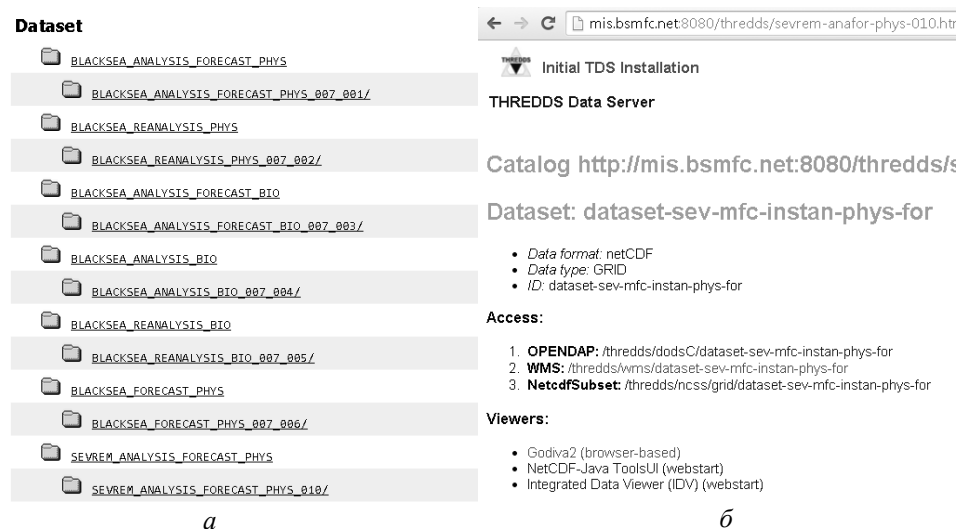 Dataset
BLACKSEA_ANALYSIS_FORECAST_PHYS
BLACKSEA_ANALYSIS_FORECAST_PHYS_007_001/
BLACKSEA_REANALYSIS_PHYS
BLACKSEA_REANALYSIS_PHYS_007_002/
BLACKSEA_ANALYSIS_FORECAST_BIO
BLACKSEA_ANALYSIS_FORECAST_BIO_007_003/
BLACKSEA_ANALYSIS_BIO
BLACKSEA_ANALYSIS_BIO_007_004/
BLACKSEA_REANALYSIS_BIO
BLACKSEA_REANALYSIS_BIO_007_005/
BLACKSEA_FORECAST_PHYS
BLACKSEA_FORECAST_PHYS_007_006/
SEVREM_ANALYSIS_FORECAST_PHYS
SEVREM_ANALYSIS_FORECAST_PHYS_010/
а
mis.bsmfc.net:8080/thredds/sevrem-anafor-phys-010.htm
THREDDS
Initial TDS Installation
THREDDS Data Server
Catalog http://mis.bsmfc.net:8080/thredds/s
Dataset: dataset-sev-mfc-instan-phys-for
• Data format: netCDF
• Data type: GRID
• ID: dataset-sev-mfc-instan-phys-for
Access:
1. OPENDAP: /thredds/dodsC/dataset-sev-mfc-instan-phys-for
2. WMS: /thredds/wms/dataset-sev-mfc-instan-phys-for
3. NetcdfSubset: /thredds/ncss/grid/dataset-sev-mfc-instan-phys-for
Viewers:
• Godiva2 (browser-based)
• NetCDF-Java ToolsUI (webstart)
• Integrated Data Viewer (IDV) (webstart)
б